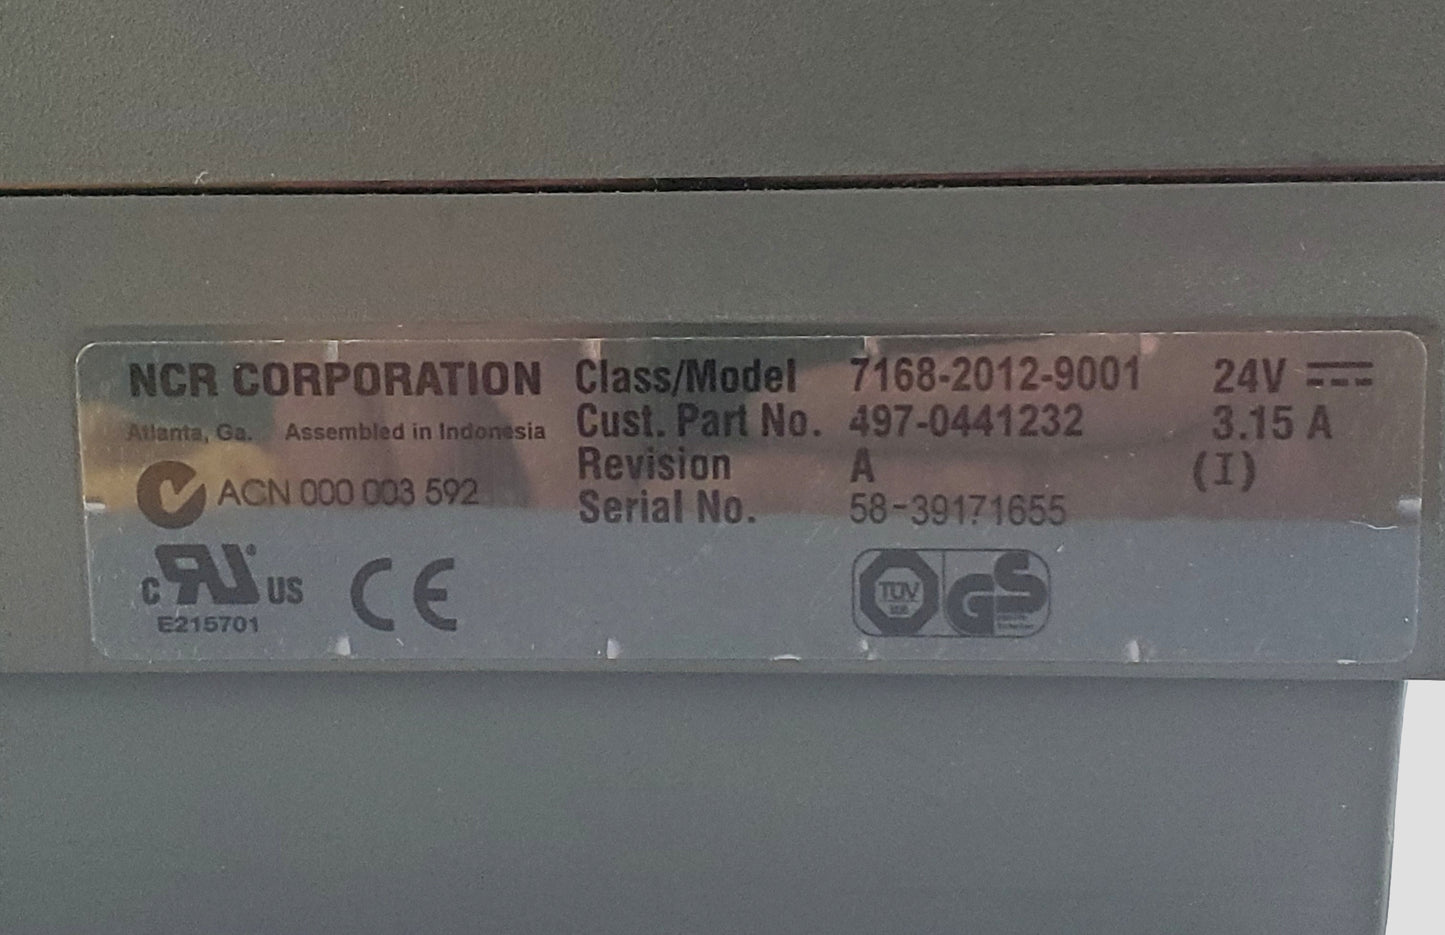 NCR CORPORATION
Atlanta, Ga. Assembled in Indonesia
ACN 000 003 592
c RU US
E215701
CE
Class/Model 7168-2012-9001
Cust. Part No. 497-0441232
Revision A
Serial No. 58-39171655
24V
3.15 A
(I)
TÜV
GS